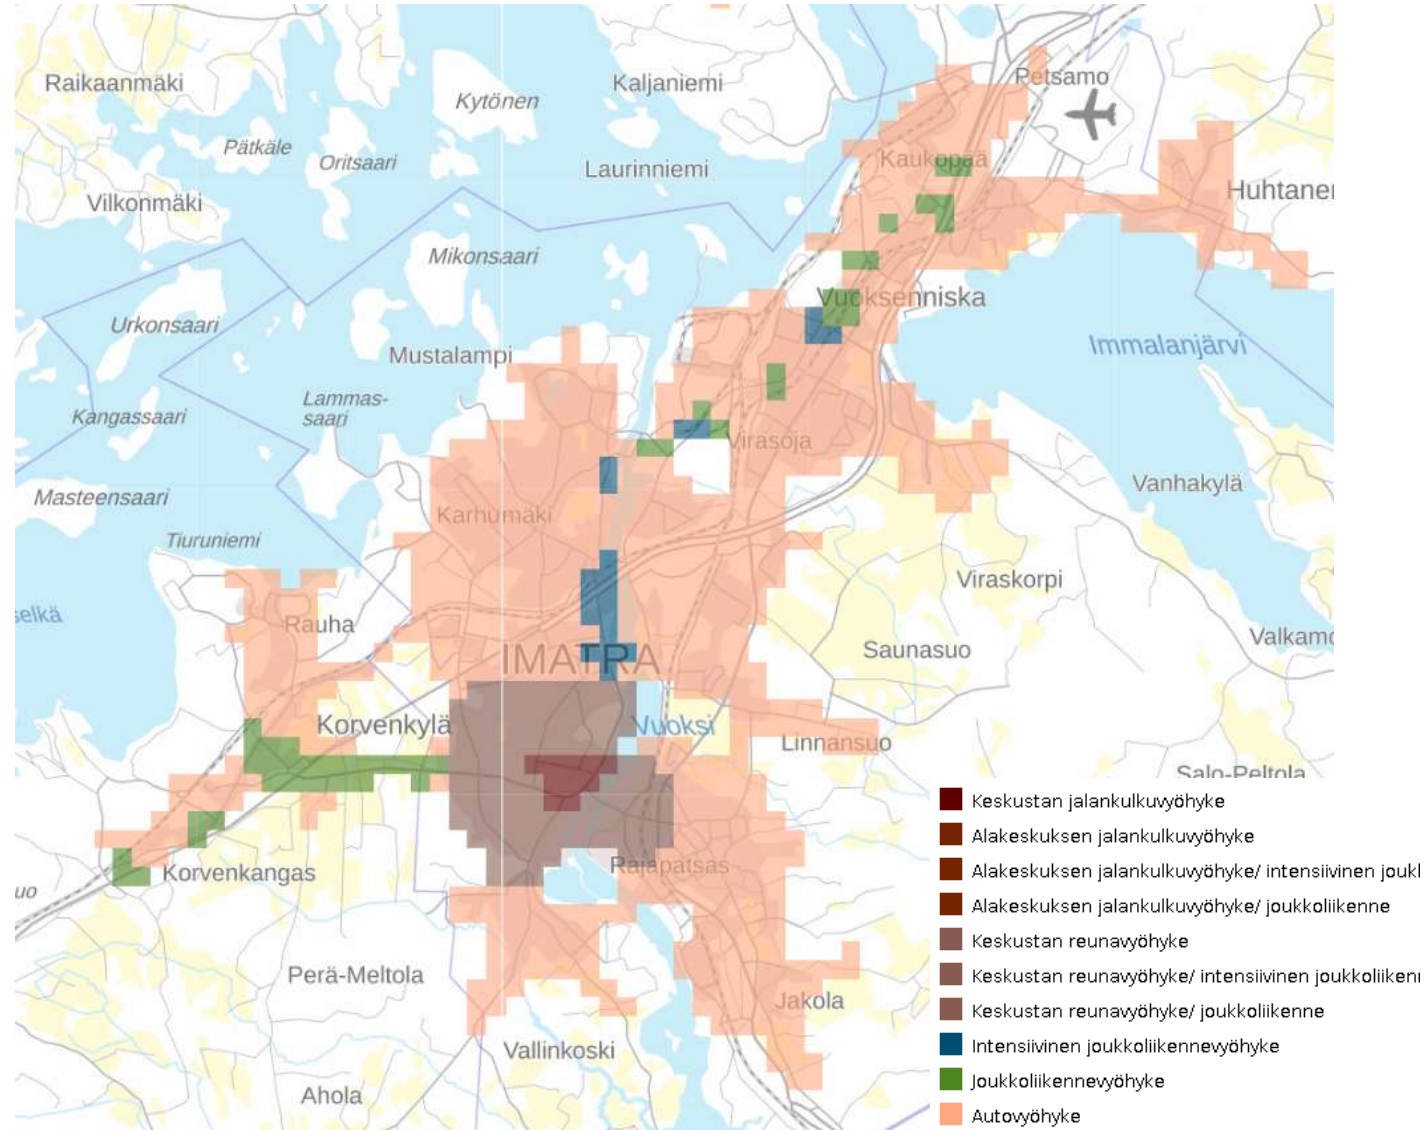 Petsamo
Raikaanmäki
Kaljaniemi
Kytönen
Pätkäle
Oritsaari
Kaukopää
Laurinniemi
Huhtaner
Vilkonmäki
Mikonsaari
Vuoksenniska
Urkonsaari
Immalanjärvi
Mustalampi
Lammas-
saari
Kangassaari
Virasoja
Vanhakylä
Masteensaari
Karhumäki
Tiuruniemi
Viraskorpi
selkä
Rauha
Valkamo
Saunasuo
IMATRA
Korvenkylä
Vuoksi
Linnansuo
Salo-Peltola
Keskustan jalankulkuvyöhyke
Alakeskuksen jalankulkuvyöhyke
Rajapatsas
Alakeskuksen jalankulkuvyöhyke/ intensiivinen joukl
Korvenkangas
uo
Alakeskuksen jalankulkuvyöhyke/ joukkoliikenne
Keskustan reunavyöhyke
Perä-Meltola
Keskustan reunavyöhyke/ intensiivinen joukkoliikenn
Jakola
Keskustan reunavyöhyke/ joukkoliikenne
Vallinkoski
Intensiivinen joukkoliikennevyöhyke
Joukkoliikennevyöhyke
Ahola
Autovyöhyke